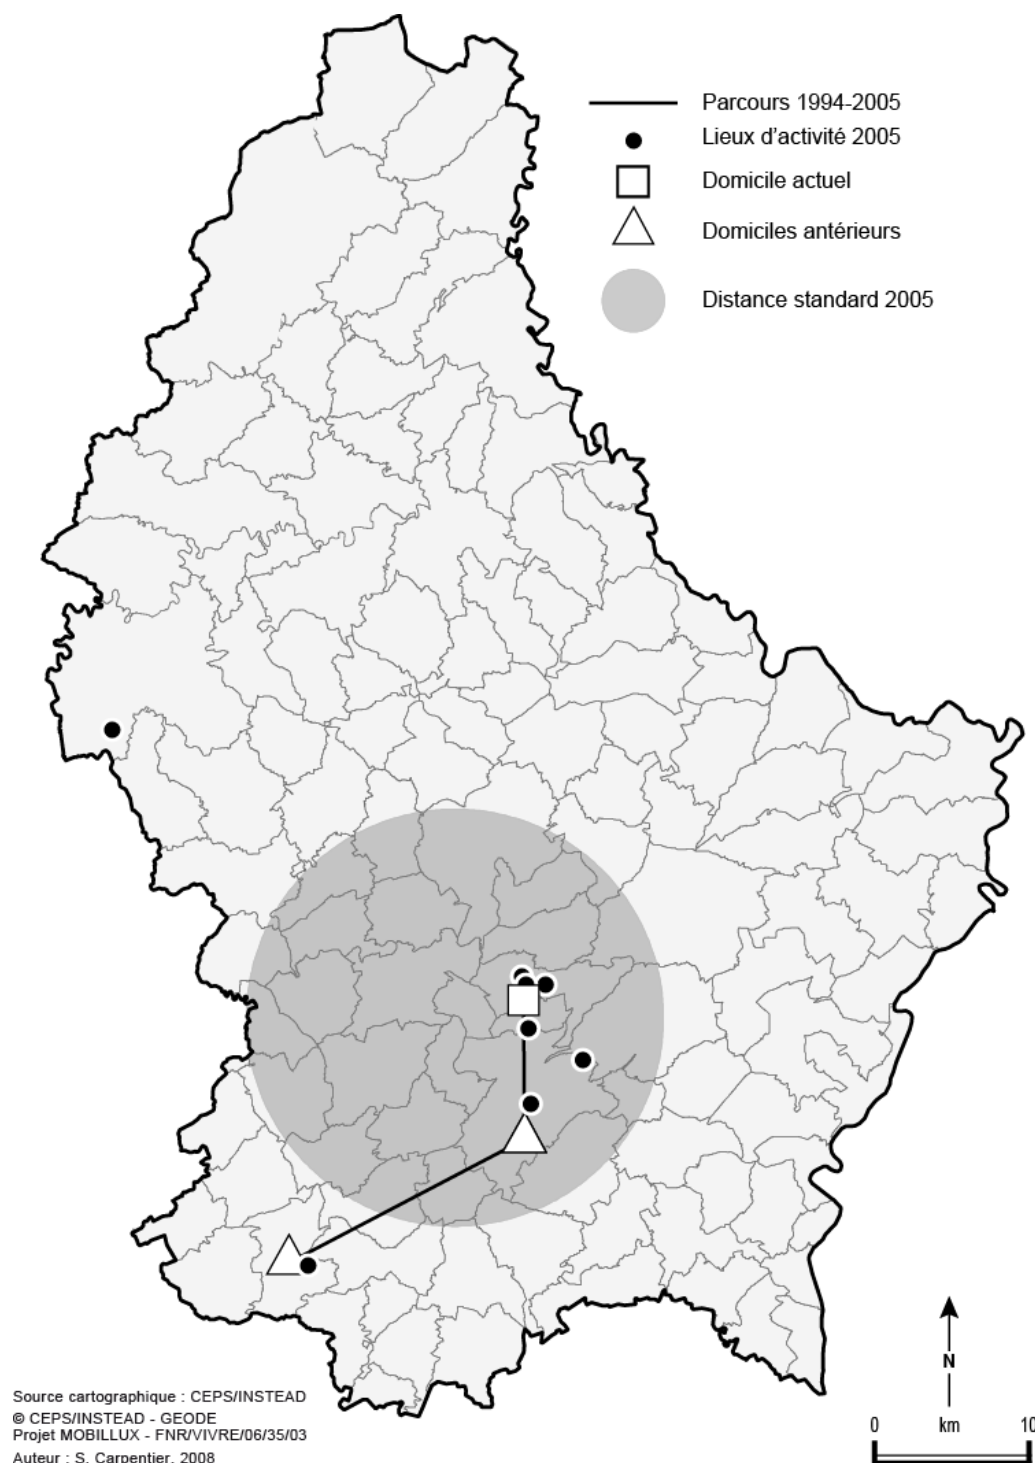 Parcours 1994-2005
Lieux d'activité 2005
Domicile actuel
Domiciles antérieurs
Distance standard 2005
N
0 km 10
Source cartographique : CEPS/INSTEAD
© CEPS/INSTEAD - GEODE
Projet MOBILLUX - FNR/VIVRE/06/35/03
Auteur : S. Carpentier, 2008